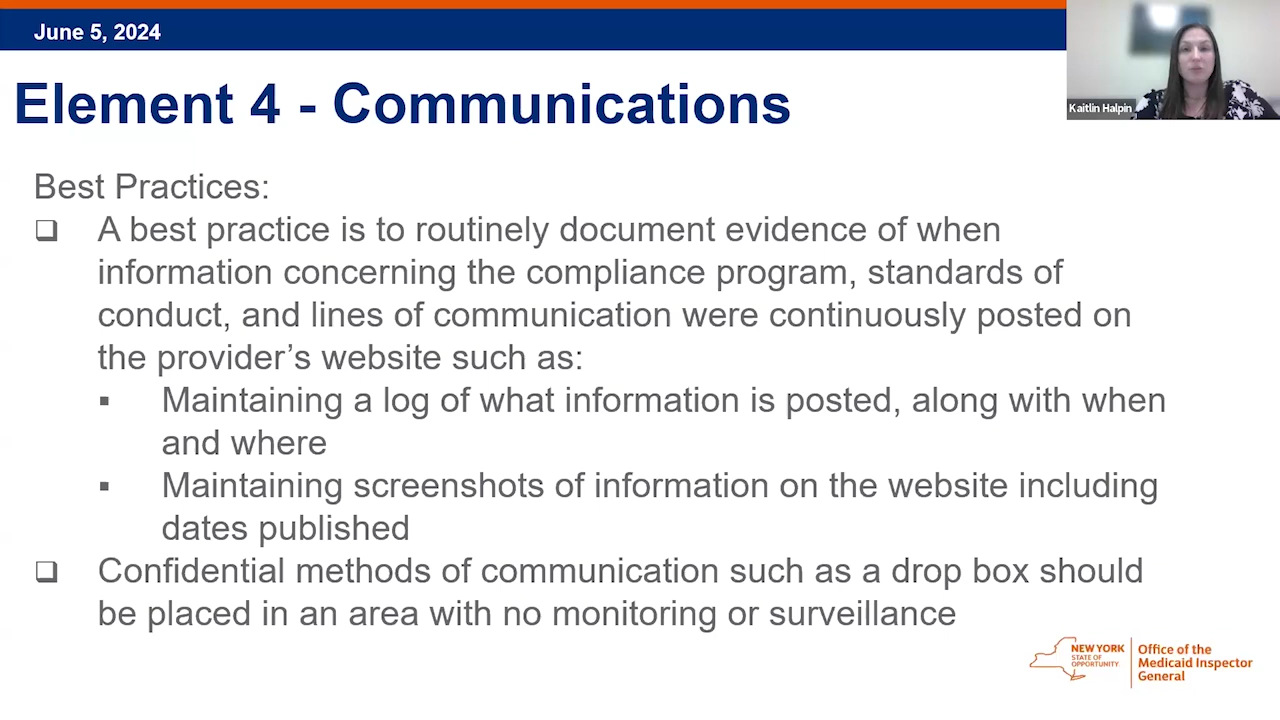 June 5, 2024
Kaitlin Halpin
Element 4 - Communications
Best Practices:
❑ A best practice is to routinely document evidence of when
information concerning the compliance program, standards of
conduct, and lines of communication were continuously posted on
the provider’s website such as:
▪ Maintaining a log of what information is posted, along with when
and where
▪ Maintaining screenshots of information on the website including
dates published
❑ Confidential methods of communication such as a drop box should
be placed in an area with no monitoring or surveillance
NEW YORK
STATE OF
OPPORTUNITY.
Office of the
Medicaid Inspector
General